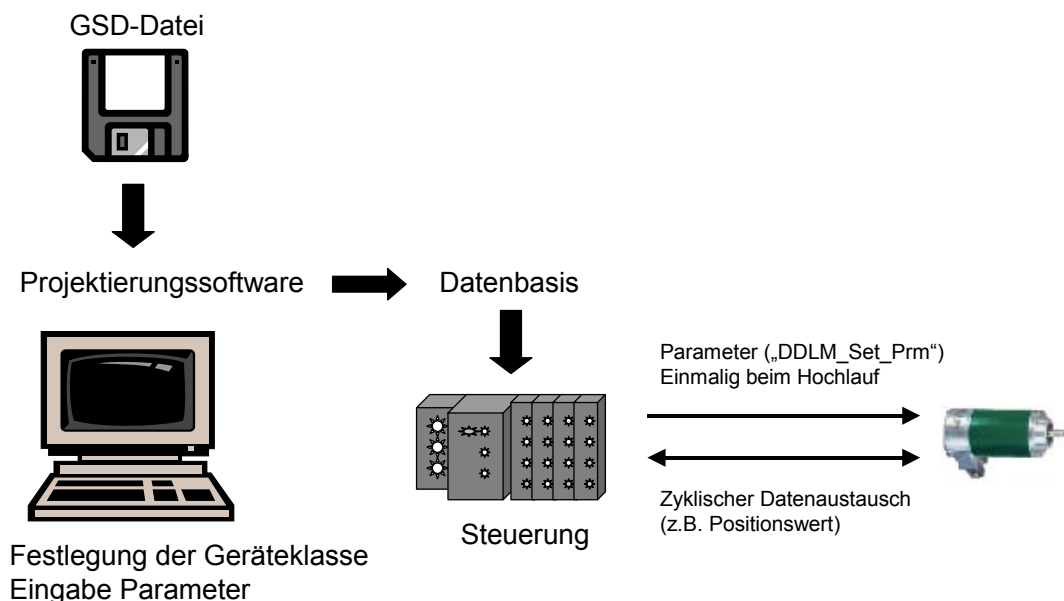 GSD-Datei
Projektierungssoftware
Datenbasis
Parameter („DDLM_Set_Prm“)
Einmalig beim Hochlauf
Zyklischer Datenaustausch
(z.B. Positionswert)
Steuerung
Festlegung der Geräteklasse
Eingabe Parameter